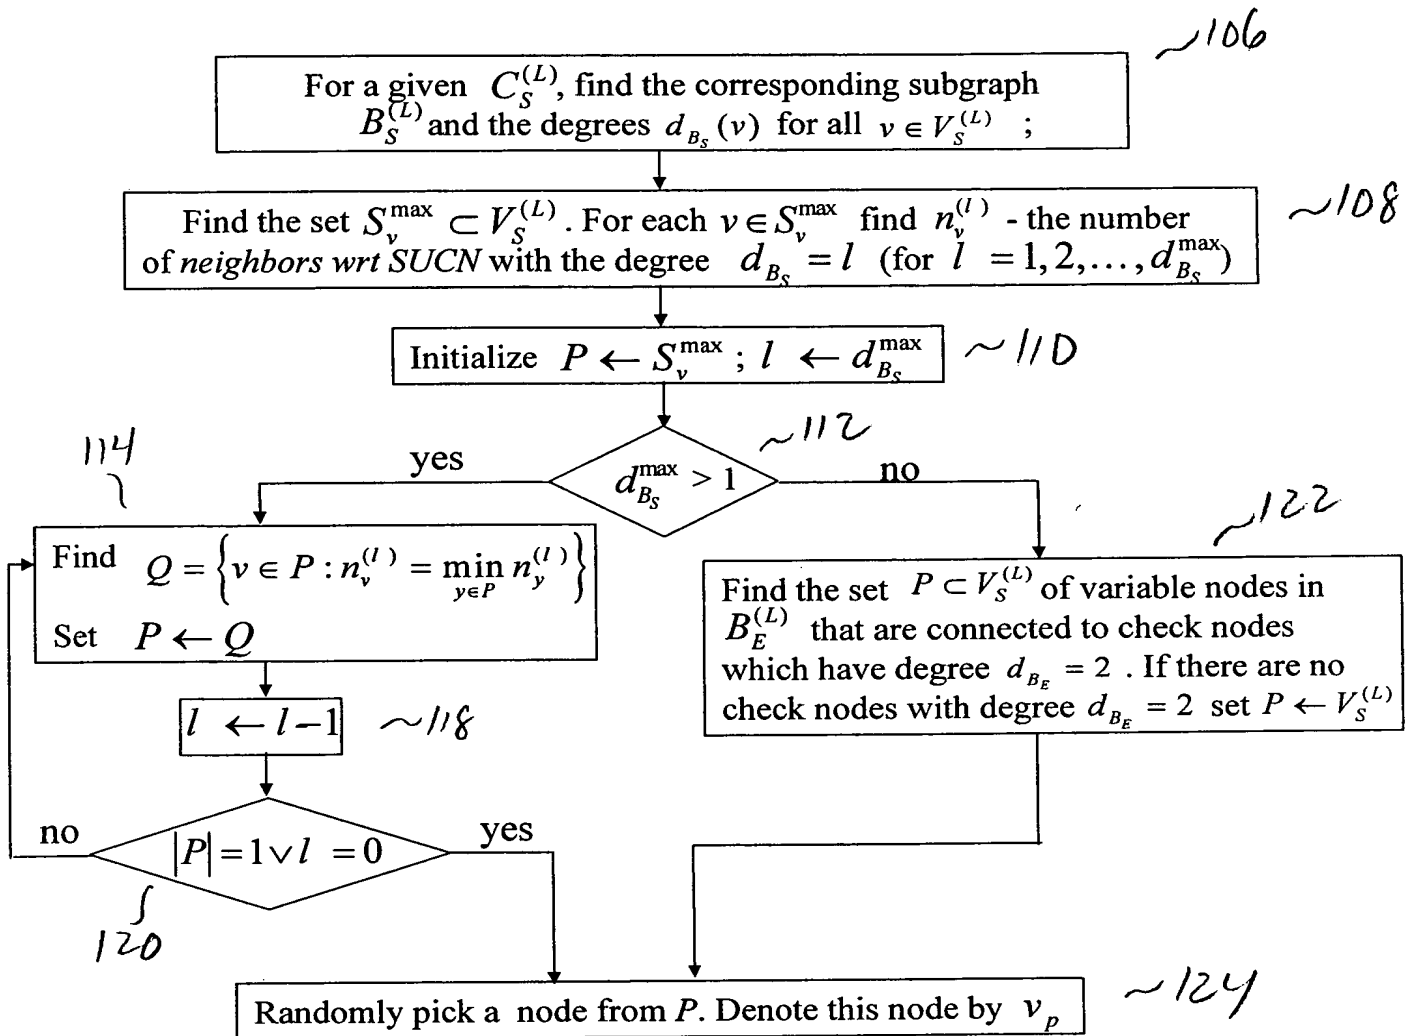 ~106
For a given C_S^(L), find the corresponding subgraph
B_S^(L) and the degrees d_{B_S}(v) for all v ∈ V_S^(L) ;
~108
Find the set S_v^max ⊂ V_S^(L). For each v ∈ S_v^max find n_v^(l) - the number
of neighbors wrt SUCN with the degree d_{B_S} = l (for l = 1, 2, ..., d_{B_S}^max)
Initialize P ← S_v^max ; l ← d_{B_S}^max
~110
~112
d_{B_S}^max > 1
yes
no
114
Find Q = {v ∈ P : n_v^(l) = min_{y∈P} n_y^(l)}
Set P ← Q
l ← l−1
~118
|P| = 1 ∨ l = 0
no
yes
120
~122
Find the set P ⊂ V_S^(L) of variable nodes in
B_E^(L) that are connected to check nodes
which have degree d_{B_E} = 2 . If there are no
check nodes with degree d_{B_E} = 2 set P ← V_S^(L)
Randomly pick a node from P. Denote this node by v_p
~124